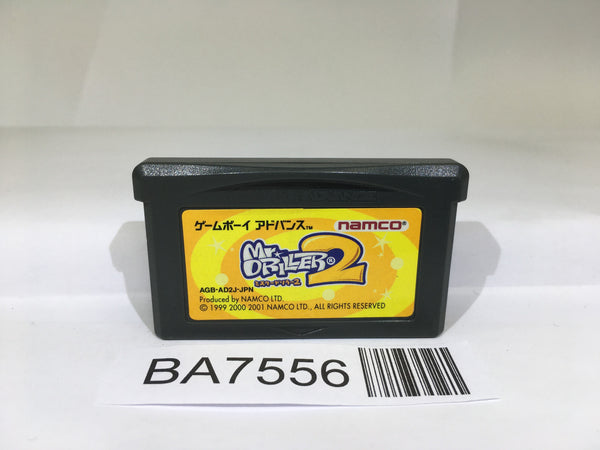 ゲームボーイ アドバンス™
namco®
Mr. DRILLER® 2
ミスタードリラー2
AGB-AD2J-JPN
Produced by NAMCO LTD.
© 1999 2000 2001 NAMCO LTD., ALL RIGHTS RESERVED
BA7556